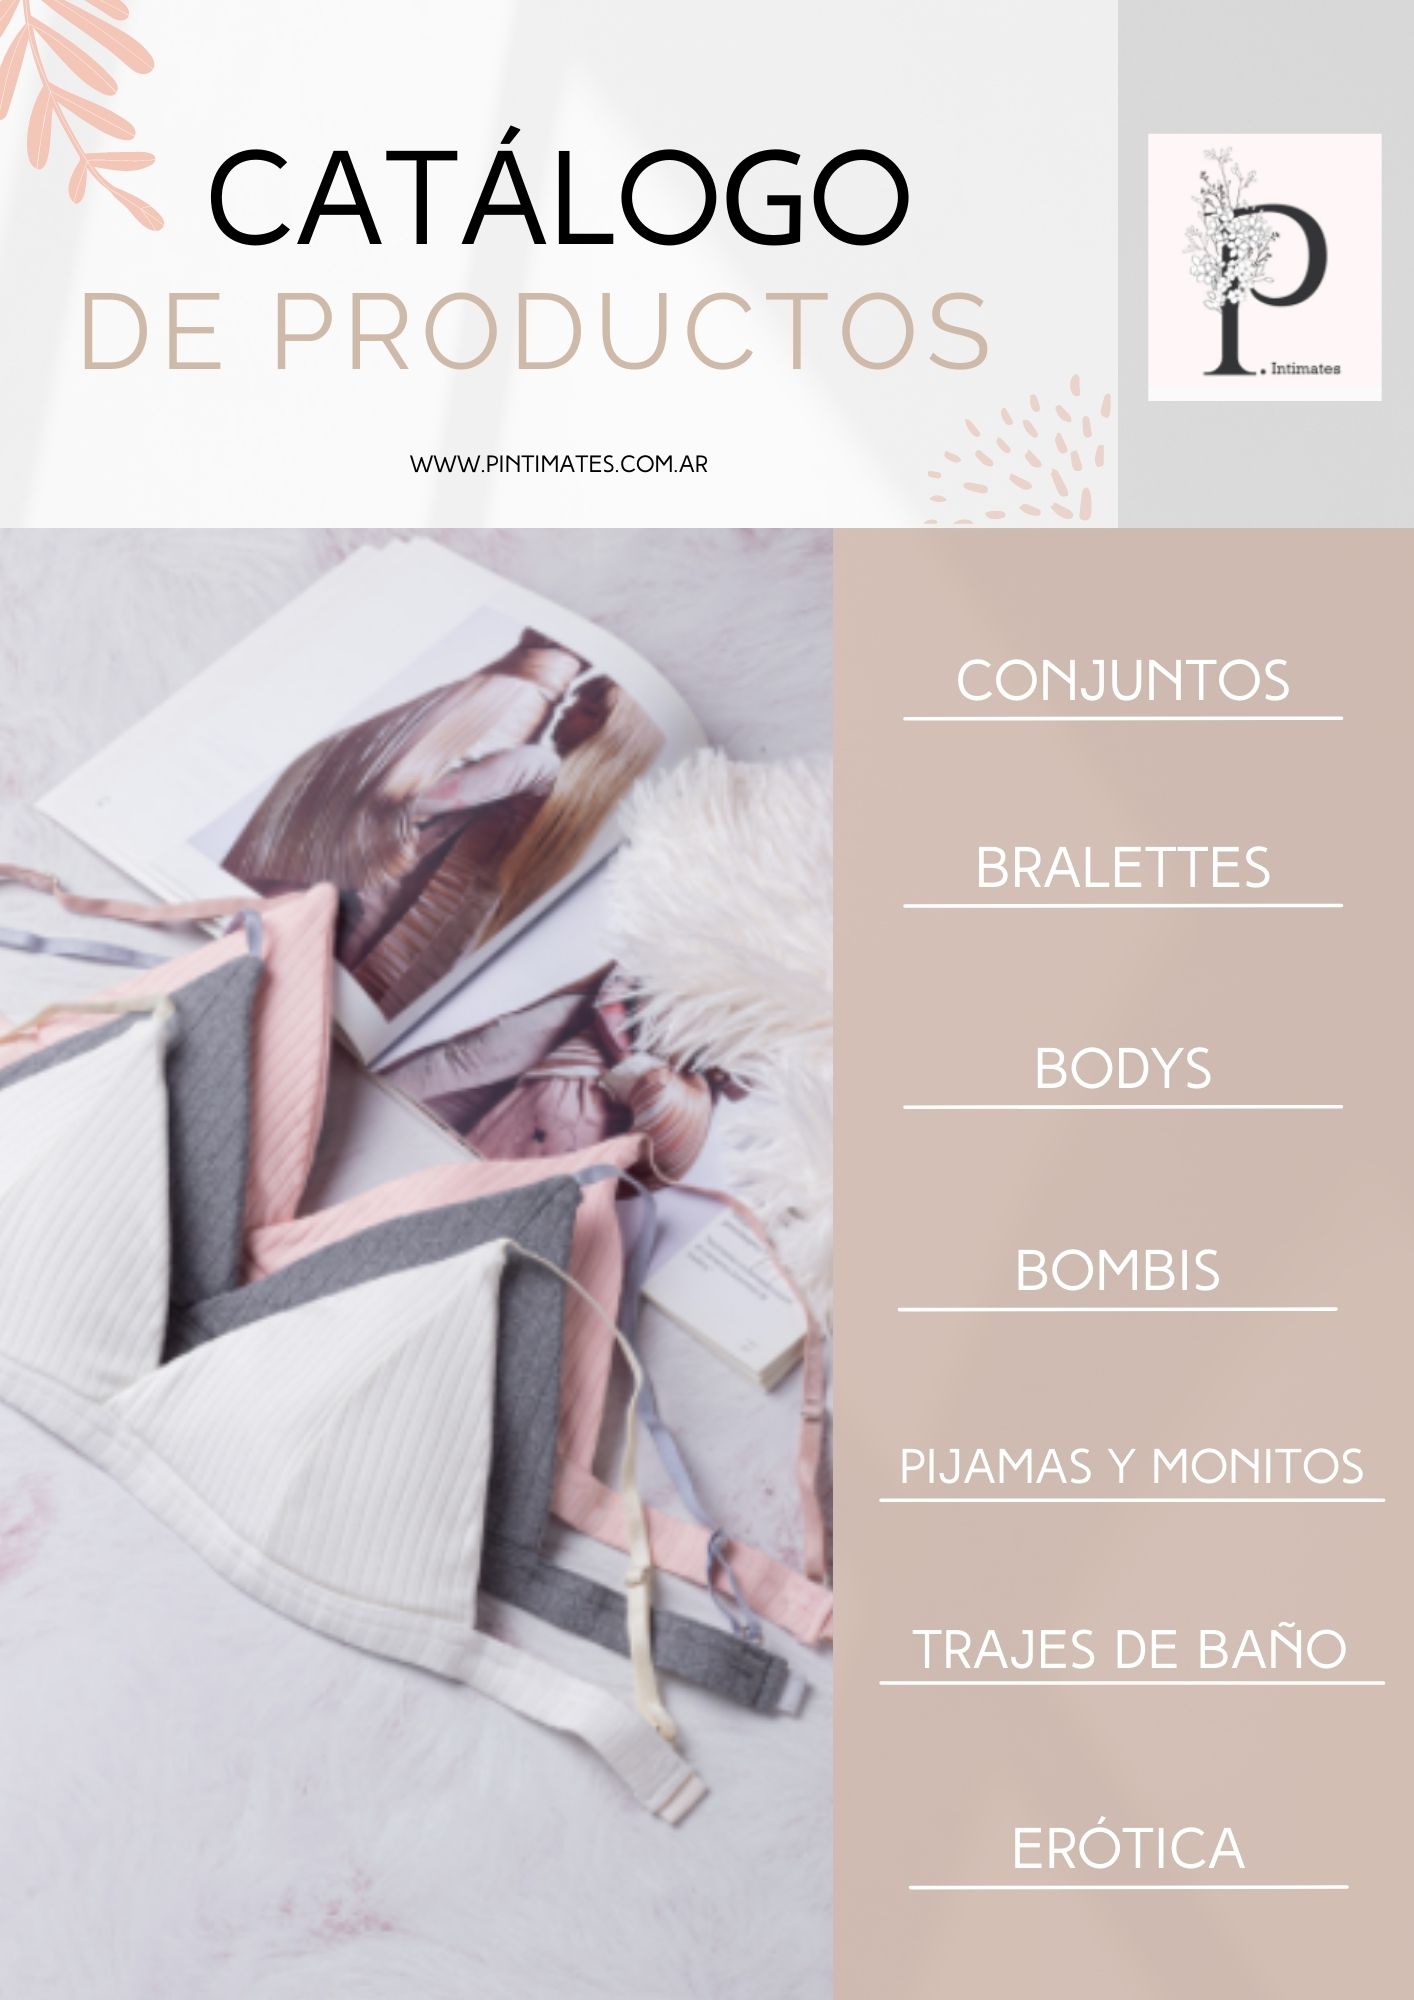 CATÁLOGO
DE PRODUCTOS
WWW.PINTIMATES.COM.AR
P. Intimates
CONJUNTOS
BRALETTES
BODYS
BOMBIS
PIJAMAS Y MONITOS
TRAJES DE BAÑO
ERÓTICA